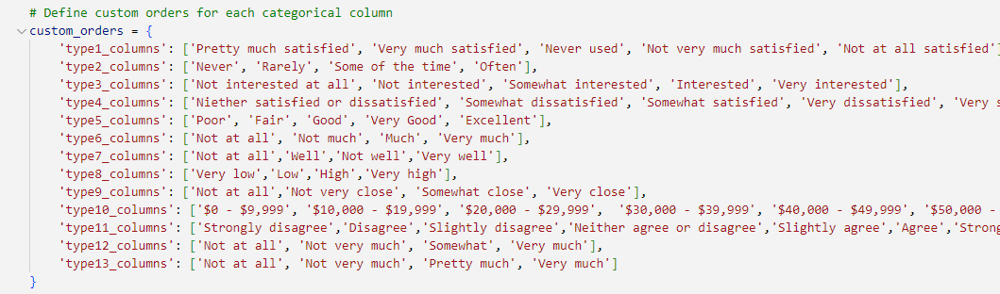 # Define custom orders for each categorical column
custom_orders = {
'type1_columns': ['Pretty much satisfied', 'Very much satisfied', 'Never used', 'Not very much satisfied', 'Not at all satisfied']
'type2_columns': ['Never', 'Rarely', 'Some of the time', 'Often'],
'type3_columns': ['Not interested at all', 'Not interested', 'Somewhat interested', 'Interested', 'Very interested'],
'type4_columns': ['Niether satisfied or dissatisfied', 'Somewhat dissatisfied', 'Somewhat satisfied', 'Very dissatisfied', 'Very s
'type5_columns': ['Poor', 'Fair', 'Good', 'Very Good', 'Excellent'],
'type6_columns': ['Not at all', 'Not much', 'Much', 'Very much'],
'type7_columns': ['Not at all','Well','Not well','Very well'],
'type8_columns': ['Very low','Low','High','Very high'],
'type9_columns': ['Not at all','Not very close', 'Somewhat close', 'Very close'],
'type10_columns': ['$0 - $9,999', '$10,000 - $19,999', '$20,000 - $29,999',  '$30,000 - $39,999', '$40,000 - $49,999', '$50,000 -
'type11_columns': ['Strongly disagree','Disagree','Slightly disagree','Neither agree or disagree','Slightly agree','Agree','Strong
'type12_columns': ['Not at all', 'Not very much', 'Somewhat', 'Very much'],
'type13_columns': ['Not at all', 'Not very much', 'Pretty much', 'Very much']
}